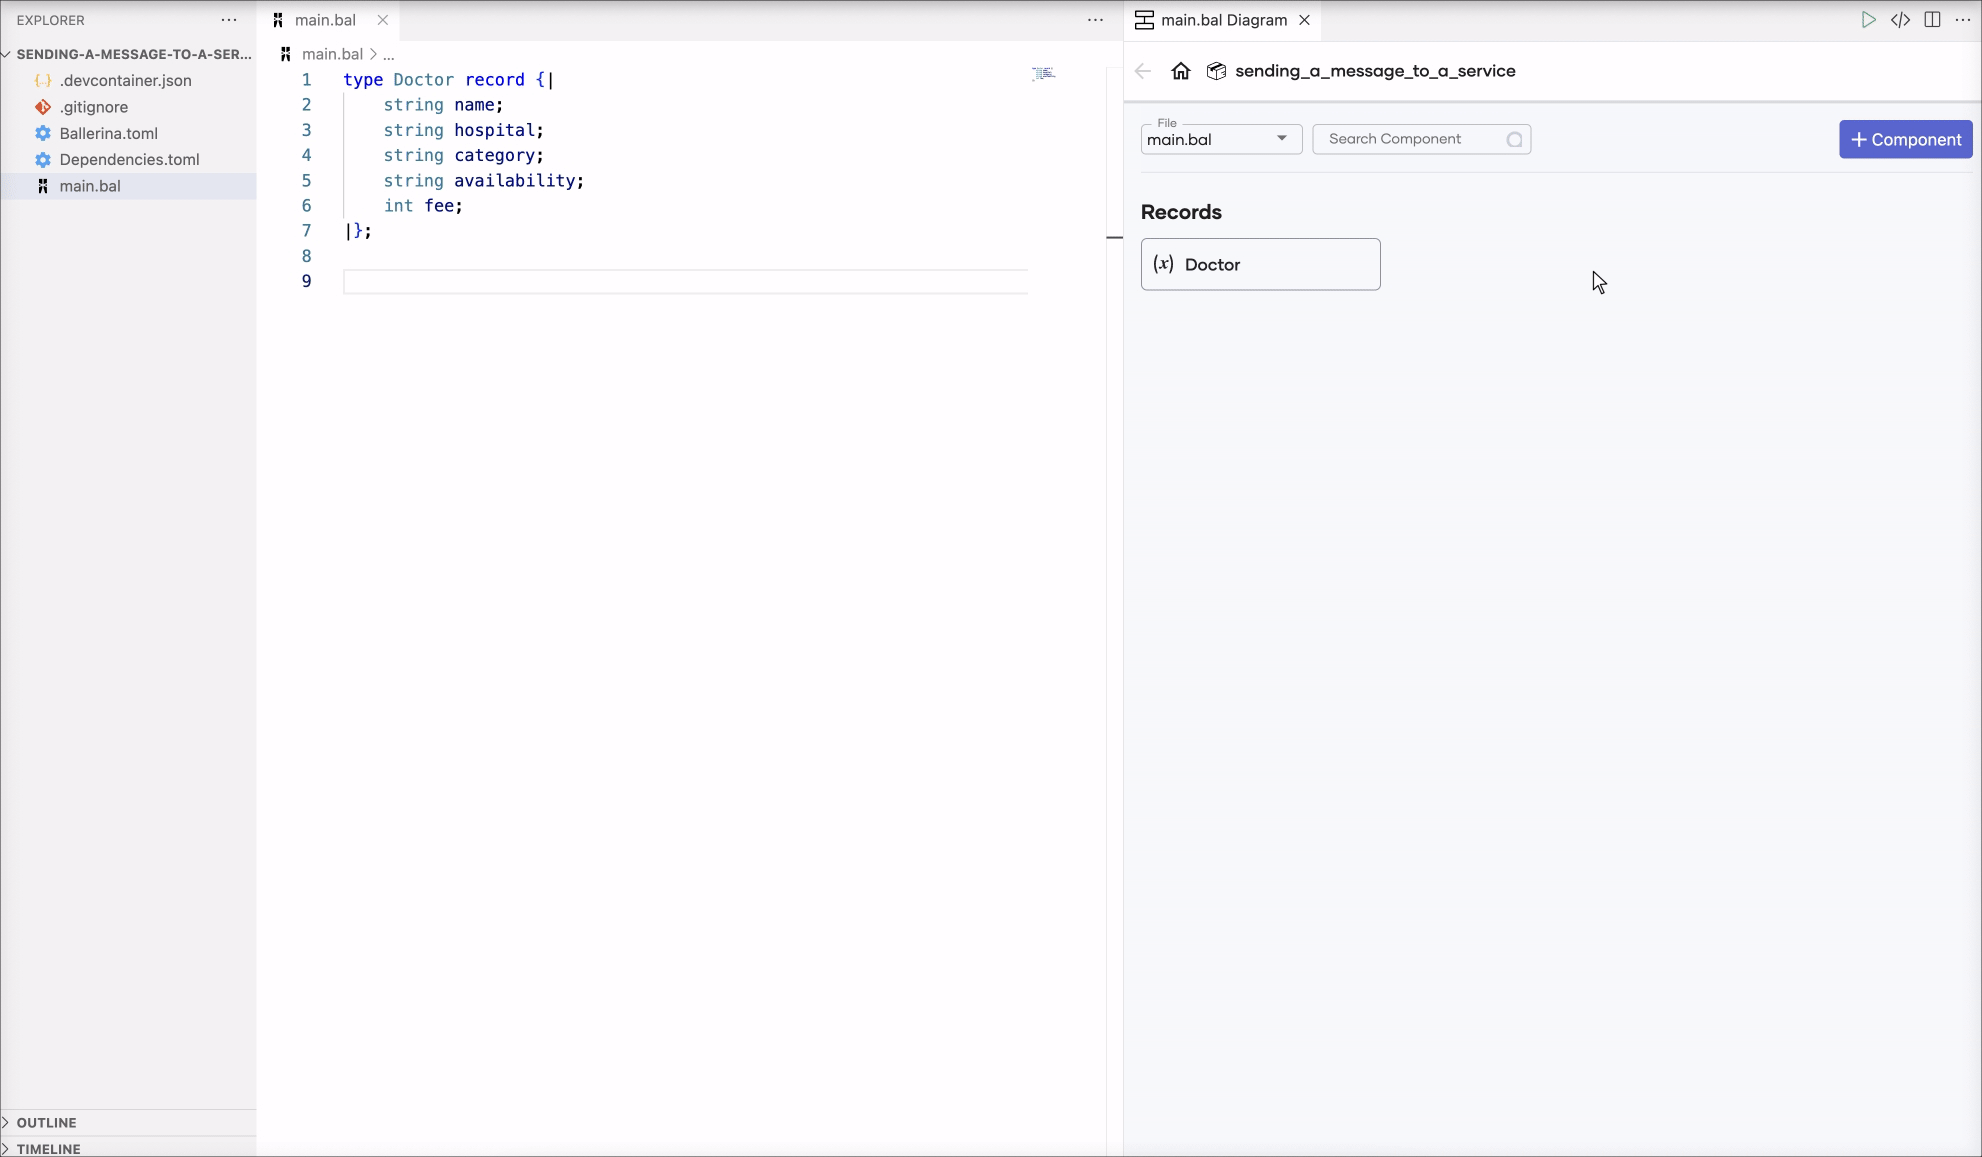 EXPLORER
SENDING-A-MESSAGE-TO-A-SER...
.devcontainer.json
.gitignore
Ballerina.toml
Dependencies.toml
main.bal
OUTLINE
TIMELINE
main.bal
main.bal > ...
1 type Doctor record {|
2 string name;
3 string hospital;
4 string category;
5 string availability;
6 int fee;
7 |};
8
9
main.bal Diagram
sending_a_message_to_a_service
File
main.bal
Search Component
+ Component
Records
(x) Doctor